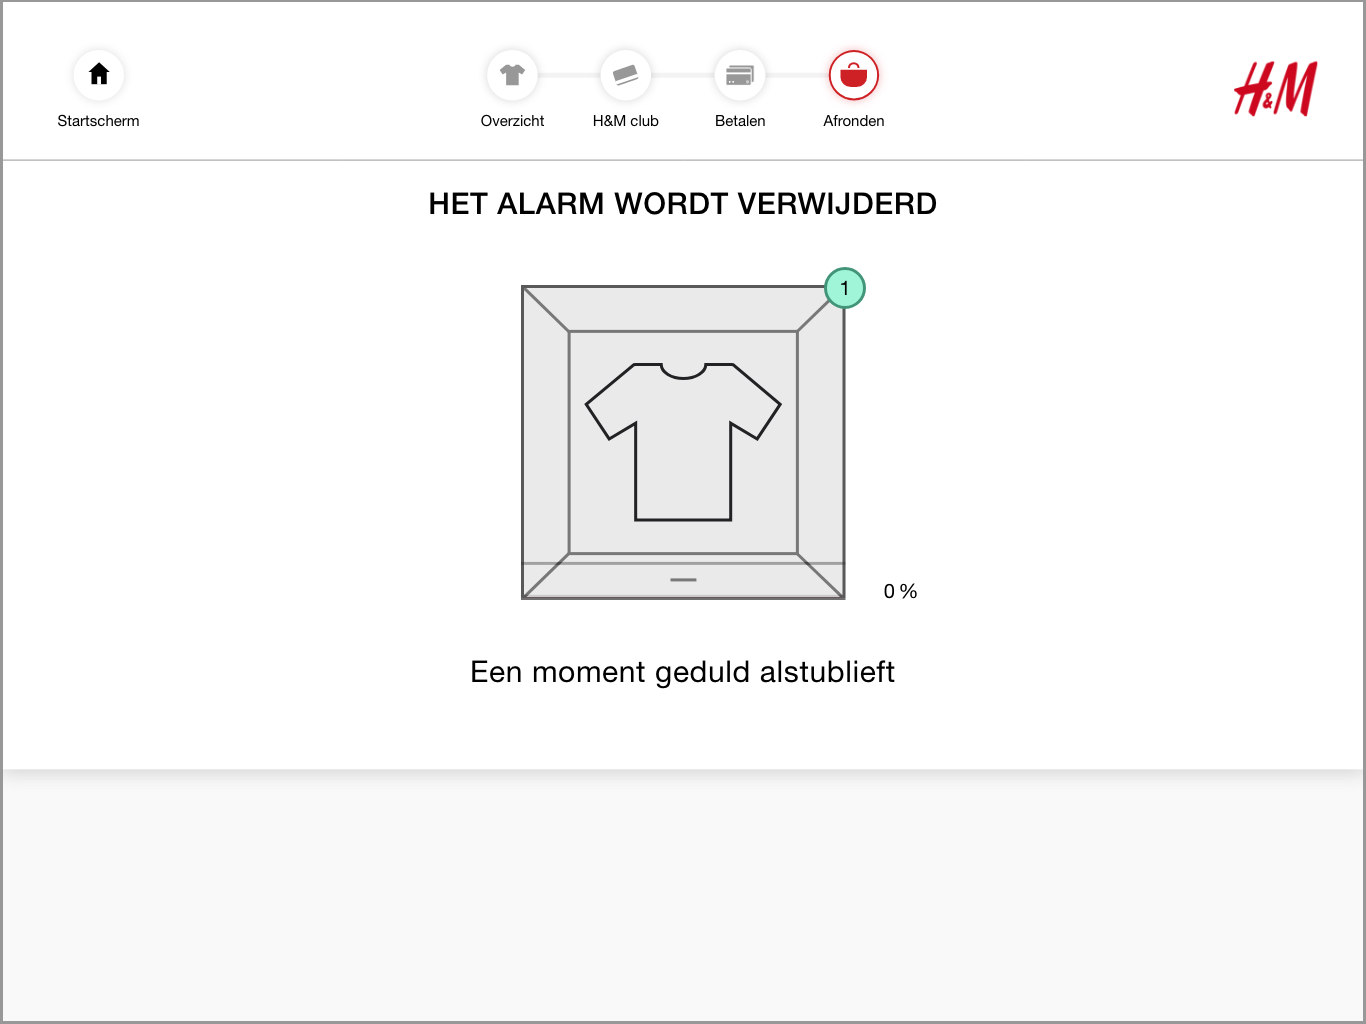 Startscherm
Overzicht
H&M club
Betalen
Afronden
H&M
HET ALARM WORDT VERWIJDERD
1
0 %
Een moment geduld alstublieft